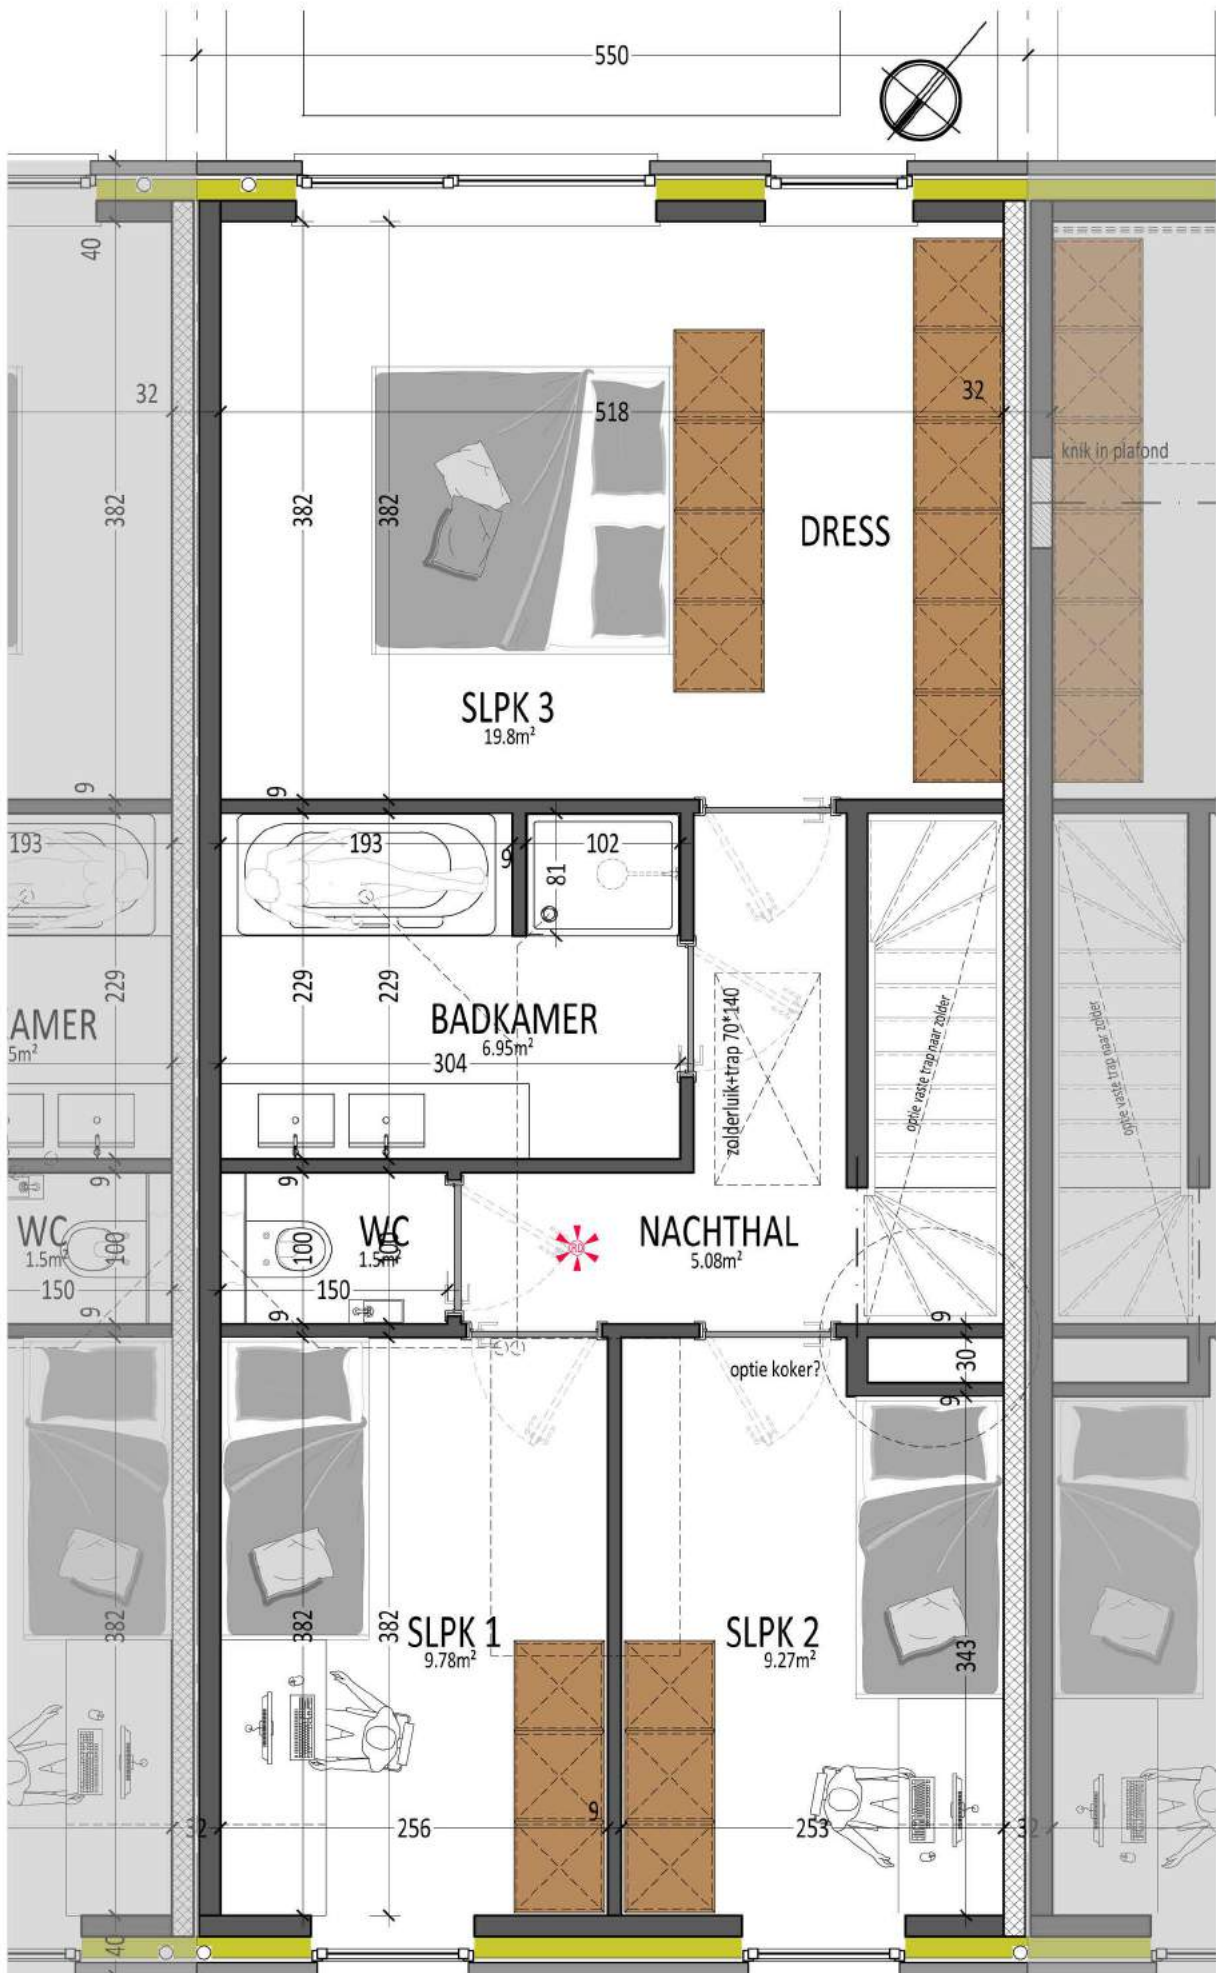 550
40
32
518
32
knik in plafond
382
382
382
DRESS
SLPK 3
19.8m²
9
9
193
193
9
102
81
229
229
229
AMER
5m²
BADKAMER
6.95m²
304
zolderluik+trap 70*140
optie vaste trap naar zolder
optie vaste trap naar zolder
9
9
WC
1.5m²
100
100
WC
1.5m²
100
NACHTHAL
5.08m²
150
150
9
9
9
30
optie koker?
9
382
382
382
SLPK 1
9.78m²
SLPK 2
9.27m²
343
32
256
9
253
32
40